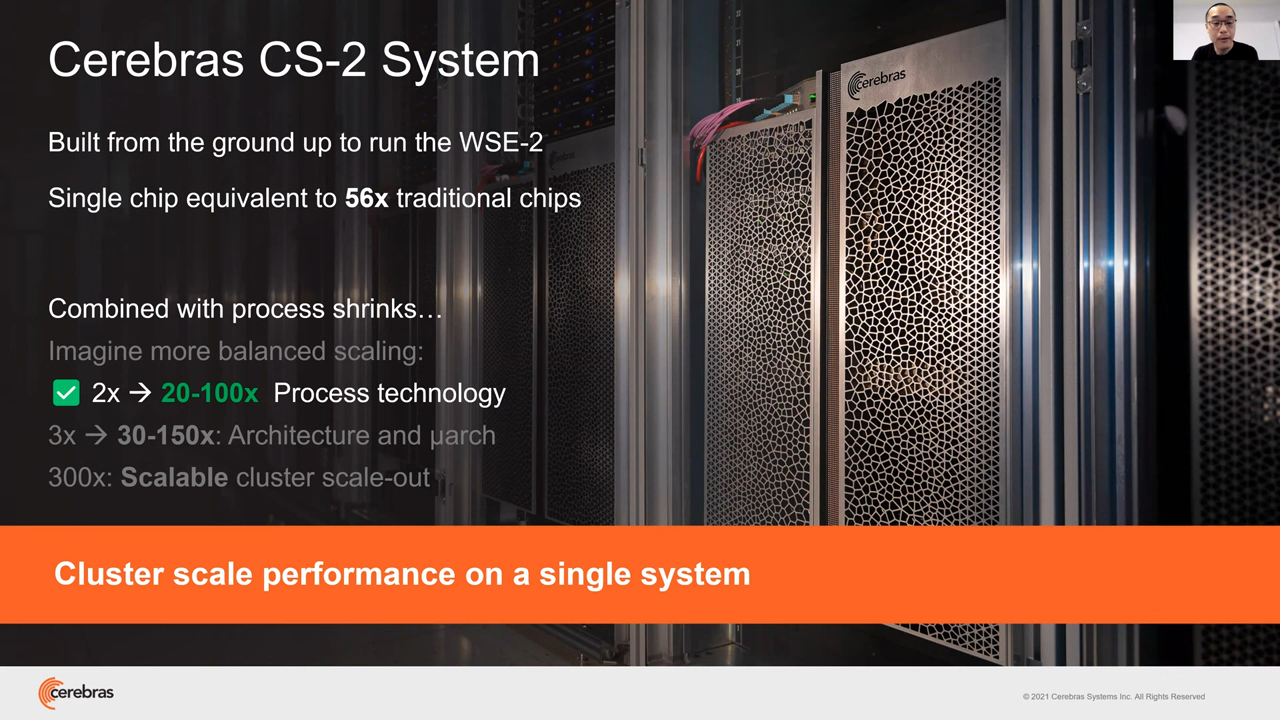 Cerebras CS-2 System
Built from the ground up to run the WSE-2
Single chip equivalent to 56x traditional chips
Combined with process shrinks…
Imagine more balanced scaling:
✅ 2x → 20-100x Process technology
3x → 30-150x: Architecture and µarch
300x: Scalable cluster scale-out
cerebras
cerebras
Cluster scale performance on a single system
cerebras
© 2021 Cerebras Systems Inc. All Rights Reserved